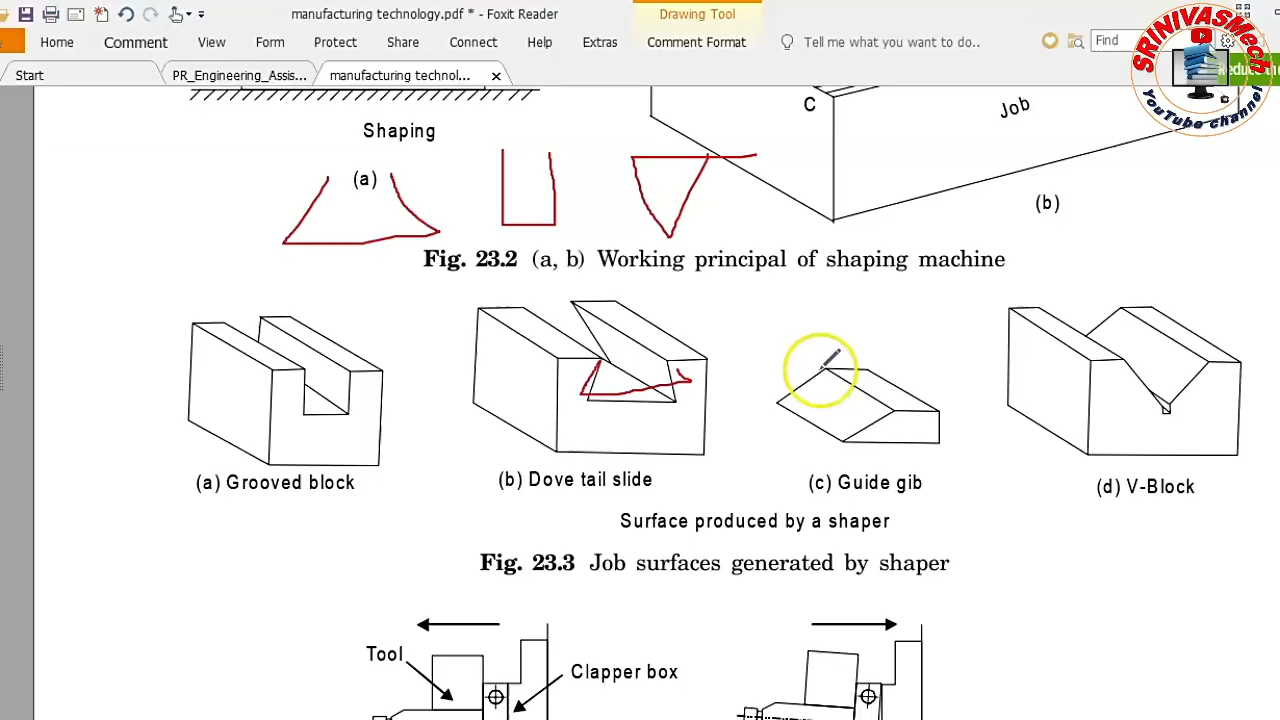 manufacturing technology.pdf * - Foxit Reader
Drawing Tool
Home
Comment
View
Form
Protect
Share
Connect
Help
Extras
Comment Format
Tell me what you want to do..
Find
SRINIVASMech
YouTube channel
Start
PR_Engineering_Assis...
manufacturing technol...
Shaping
(a)
C
Job
(b)
Fig. 23.2 (a, b) Working principal of shaping machine
(a) Grooved block
(b) Dove tail slide
(c) Guide gib
(d) V-Block
Surface produced by a shaper
Fig. 23.3 Job surfaces generated by shaper
Tool
Clapper box